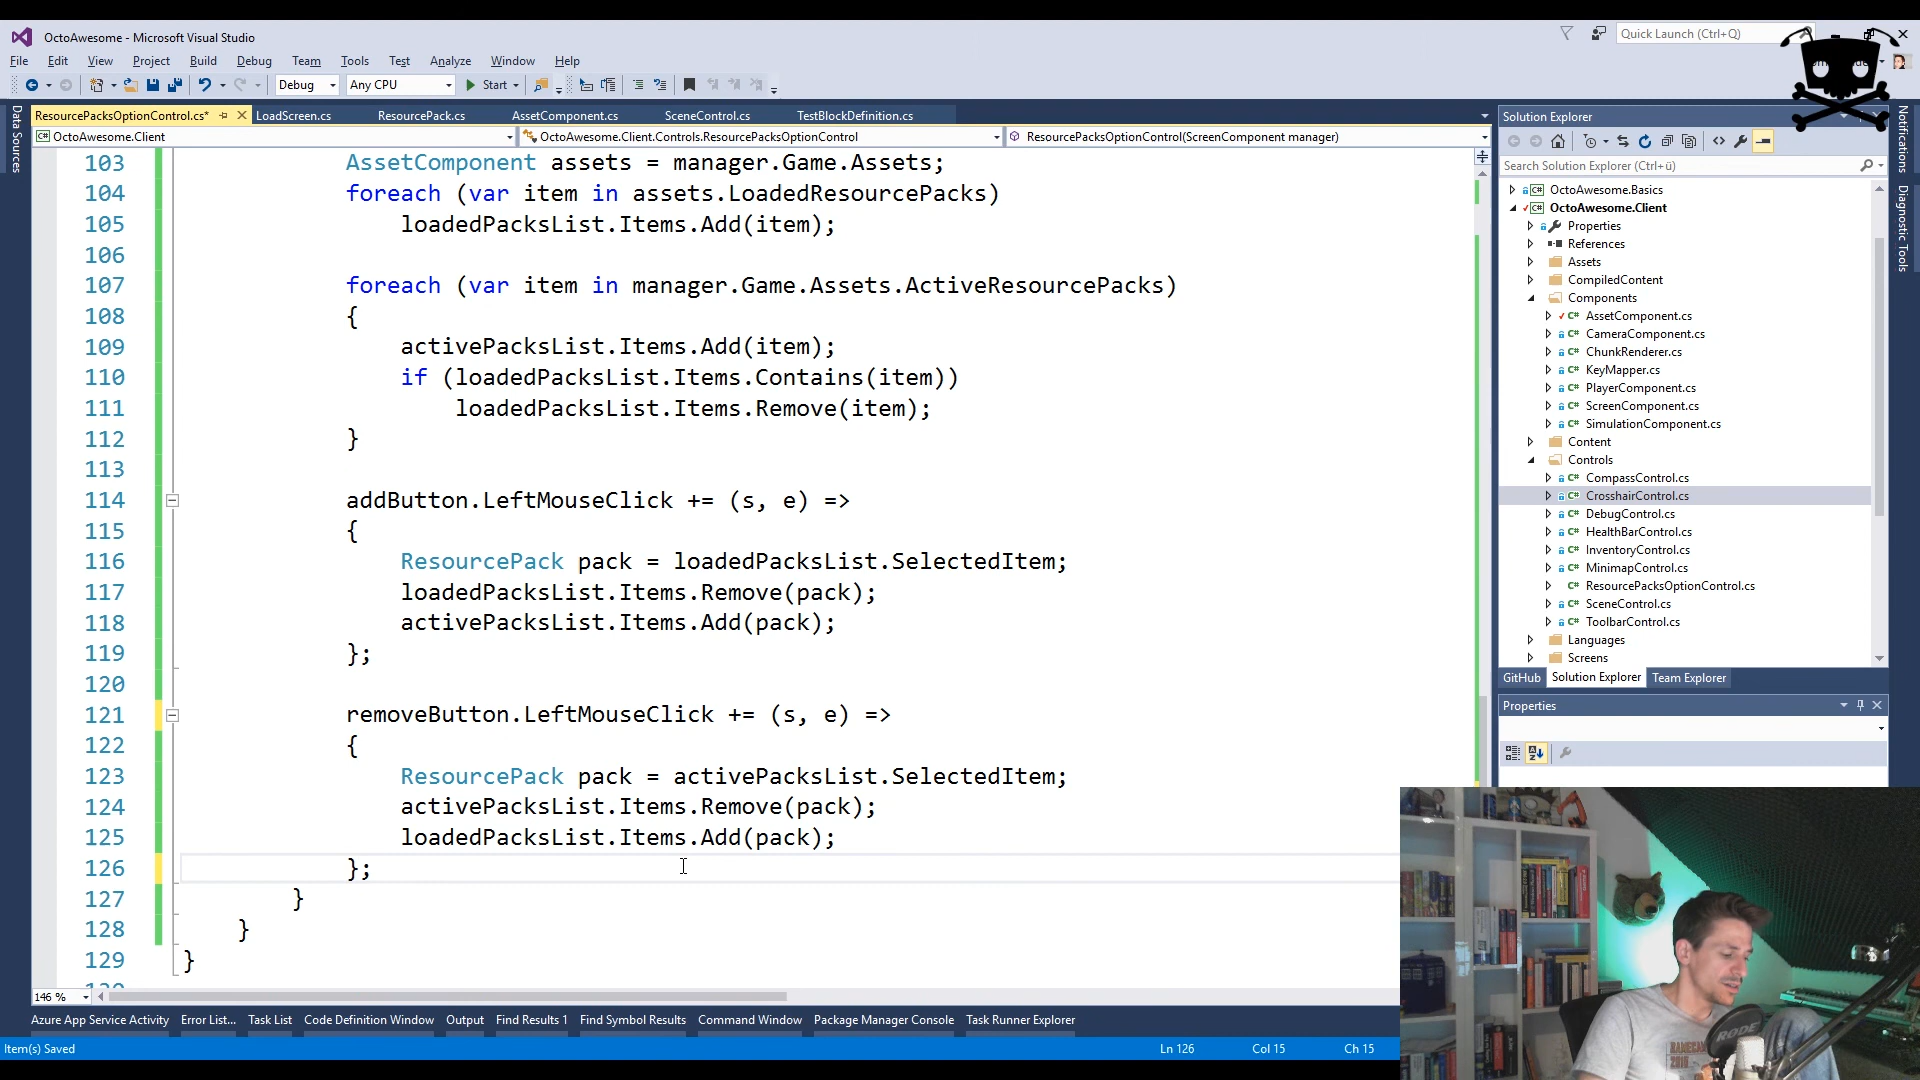 OctoAwesome - Microsoft Visual Studio
Quick Launch (Ctrl+Q)
File Edit View Project Build Debug Team Tools Test Analyze Window Help
Debug Any CPU Start
Data Sources
ResourcePacksOptionControl.cs* LoadScreen.cs ResourcePack.cs AssetComponent.cs SceneControl.cs TestBlockDefinition.cs
OctoAwesome.Client OctoAwesome.Client.Controls.ResourcePacksOptionControl ResourcePacksOptionControl(ScreenComponent manager)
103 AssetComponent assets = manager.Game.Assets;
104 foreach (var item in assets.LoadedResourcePacks)
105 loadedPacksList.Items.Add(item);
106
107 foreach (var item in manager.Game.Assets.ActiveResourcePacks)
108 {
109 activePacksList.Items.Add(item);
110 if (loadedPacksList.Items.Contains(item))
111 loadedPacksList.Items.Remove(item);
112 }
113
114 addButton.LeftMouseClick += (s, e) =>
115 {
116 ResourcePack pack = loadedPacksList.SelectedItem;
117 loadedPacksList.Items.Remove(pack);
118 activePacksList.Items.Add(pack);
119 };
120
121 removeButton.LeftMouseClick += (s, e) =>
122 {
123 ResourcePack pack = activePacksList.SelectedItem;
124 activePacksList.Items.Remove(pack);
125 loadedPacksList.Items.Add(pack);
126 };
127 }
128 }
129 }
146 %
Azure App Service Activity Error List... Task List Code Definition Window Output Find Results 1 Find Symbol Results Command Window Package Manager Console Task Runner Explorer
Item(s) Saved Ln 126 Col 15 Ch 15
Solution Explorer
Search Solution Explorer (Ctrl+ü)
OctoAwesome.Basics
OctoAwesome.Client
Properties
References
Assets
CompiledContent
Components
AssetComponent.cs
CameraComponent.cs
ChunkRenderer.cs
KeyMapper.cs
PlayerComponent.cs
ScreenComponent.cs
SimulationComponent.cs
Content
Controls
CompassControl.cs
CrosshairControl.cs
DebugControl.cs
HealthBarControl.cs
InventoryControl.cs
MinimapControl.cs
ResourcePacksOptionControl.cs
SceneControl.cs
ToolbarControl.cs
Languages
Screens
GitHub Solution Explorer Team Explorer
Properties
Notifications
Diagnostic Tools
RODE